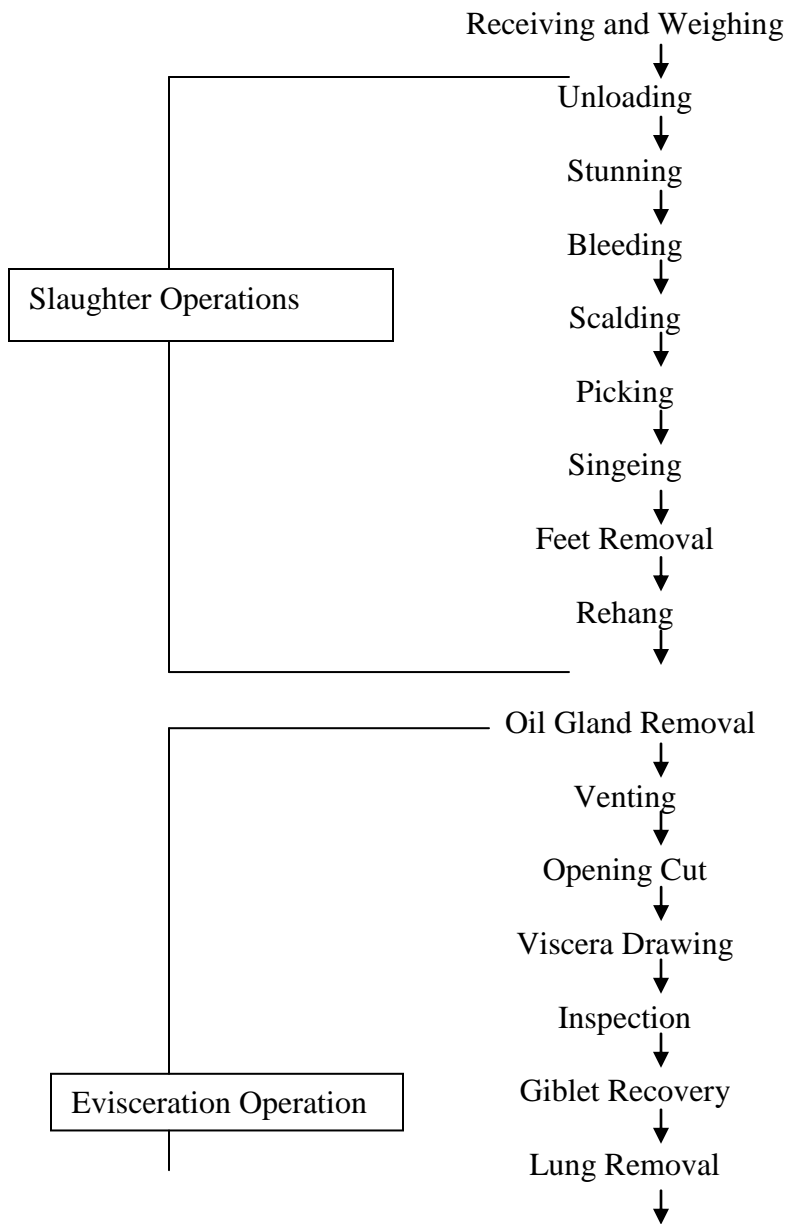 Receiving and Weighing
Unloading
Stunning
Bleeding
Slaughter Operations
Scalding
Picking
Singeing
Feet Removal
Rehang
Oil Gland Removal
Venting
Opening Cut
Viscera Drawing
Inspection
Evisceration Operation
Giblet Recovery
Lung Removal